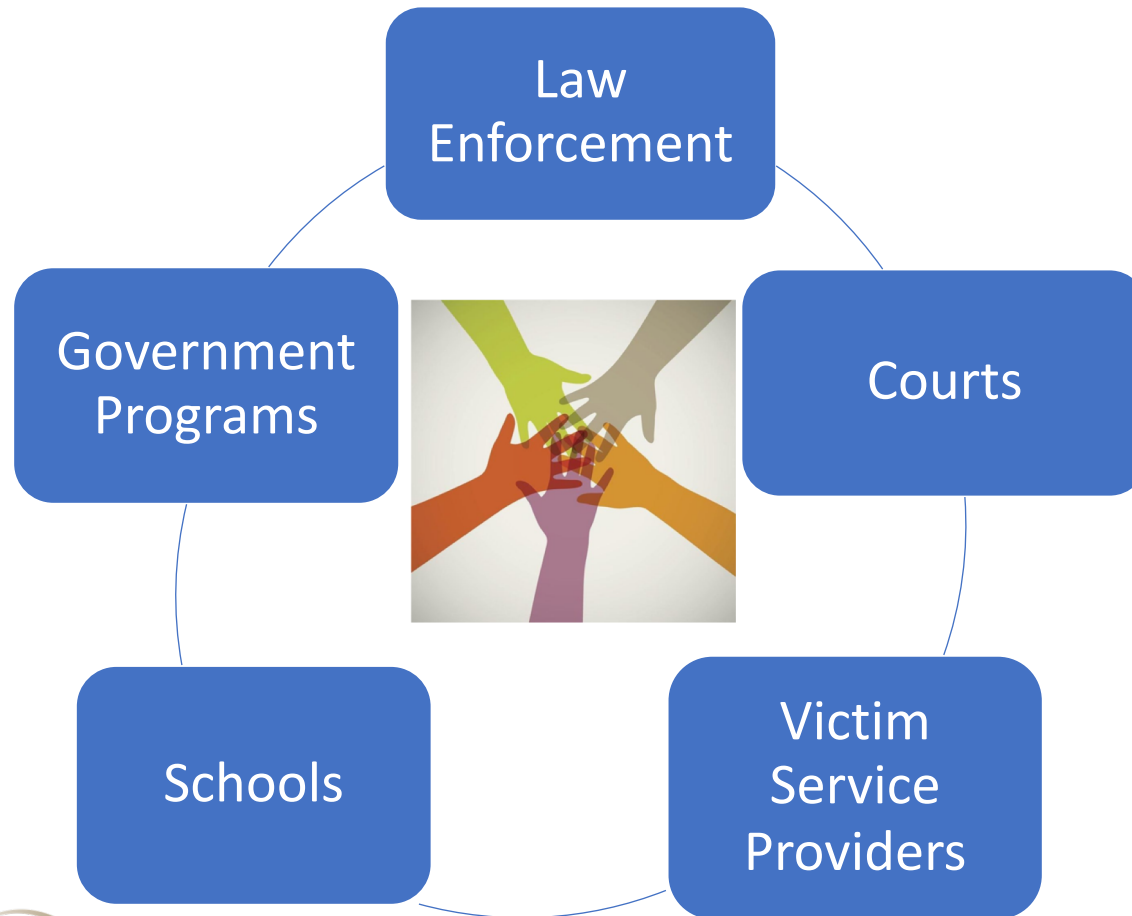 Law
Enforcement
Government
Programs
Courts
Schools
Victim
Service
Providers